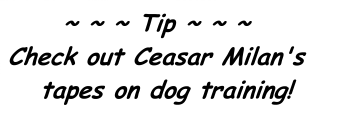 ~ ~ ~ Tip ~ ~ ~
Check out Ceasar Milan's
tapes on dog training!